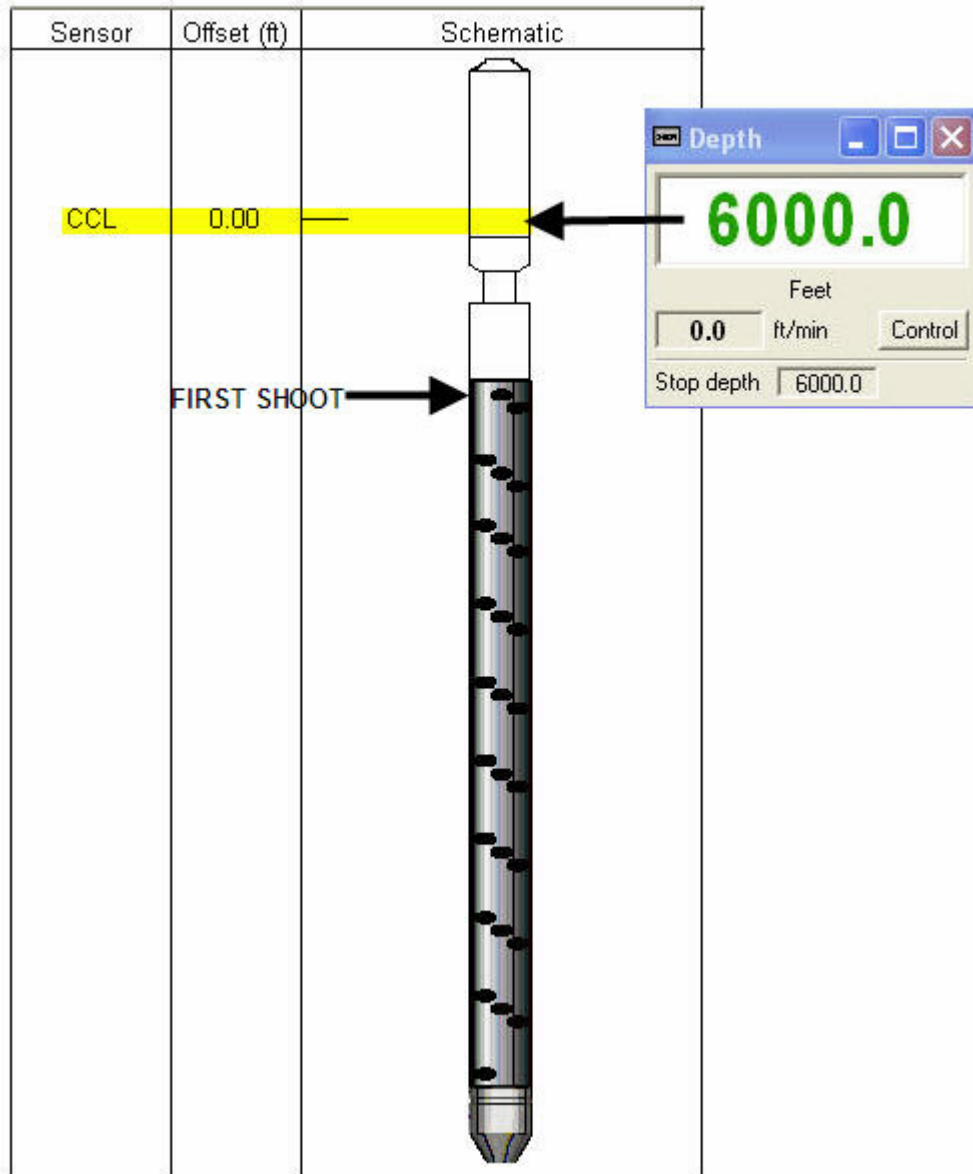 Sensor Offset (ft) Schematic
Depth
CCL 0.00
6000.0
Feet
0.0 ft/min Control
Stop depth 6000.0
FIRST SHOOT